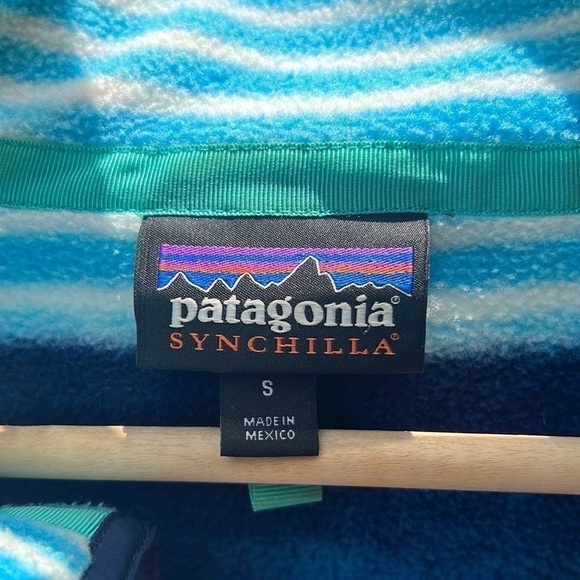 patagonia®
SYNCHILLA®
S
MADE IN
MEXICO